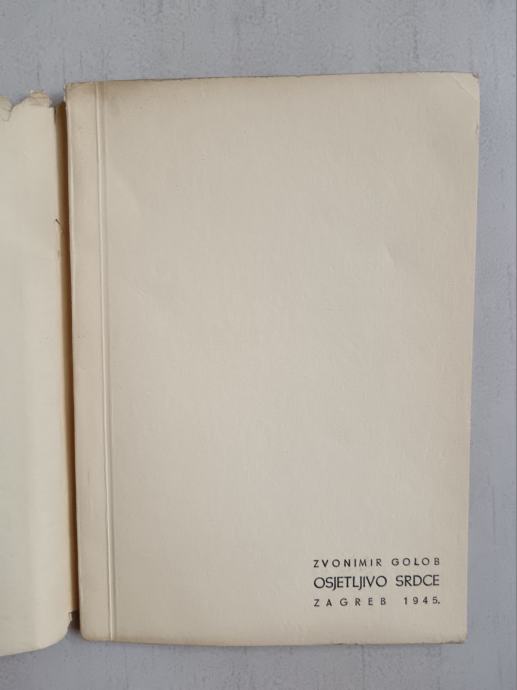 ZVONIMIR GOLOB
OSJETLJIVO SRDCE
ZAGREB 1945.